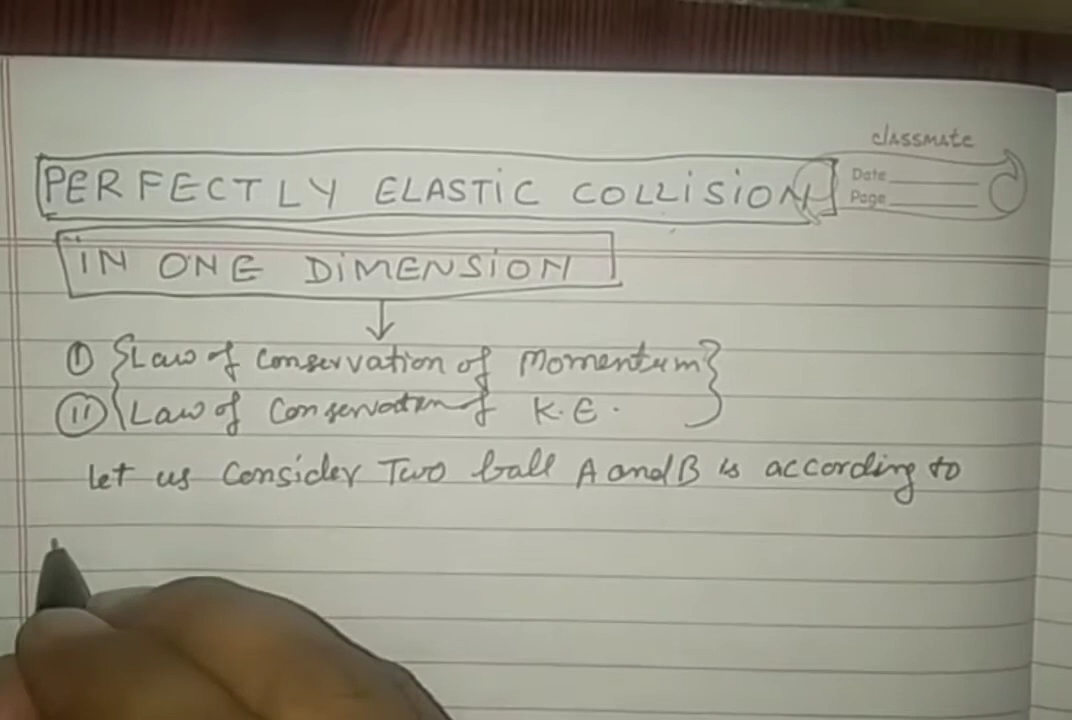 classmate
Date
Page
PERFECTLY ELASTIC COLLISION
IN ONE DIMENSION
(I) {Law of conservation of Momentum}
(II) {Law of Conservation of K.E. }
Let us Consider Two ball A and B is according to